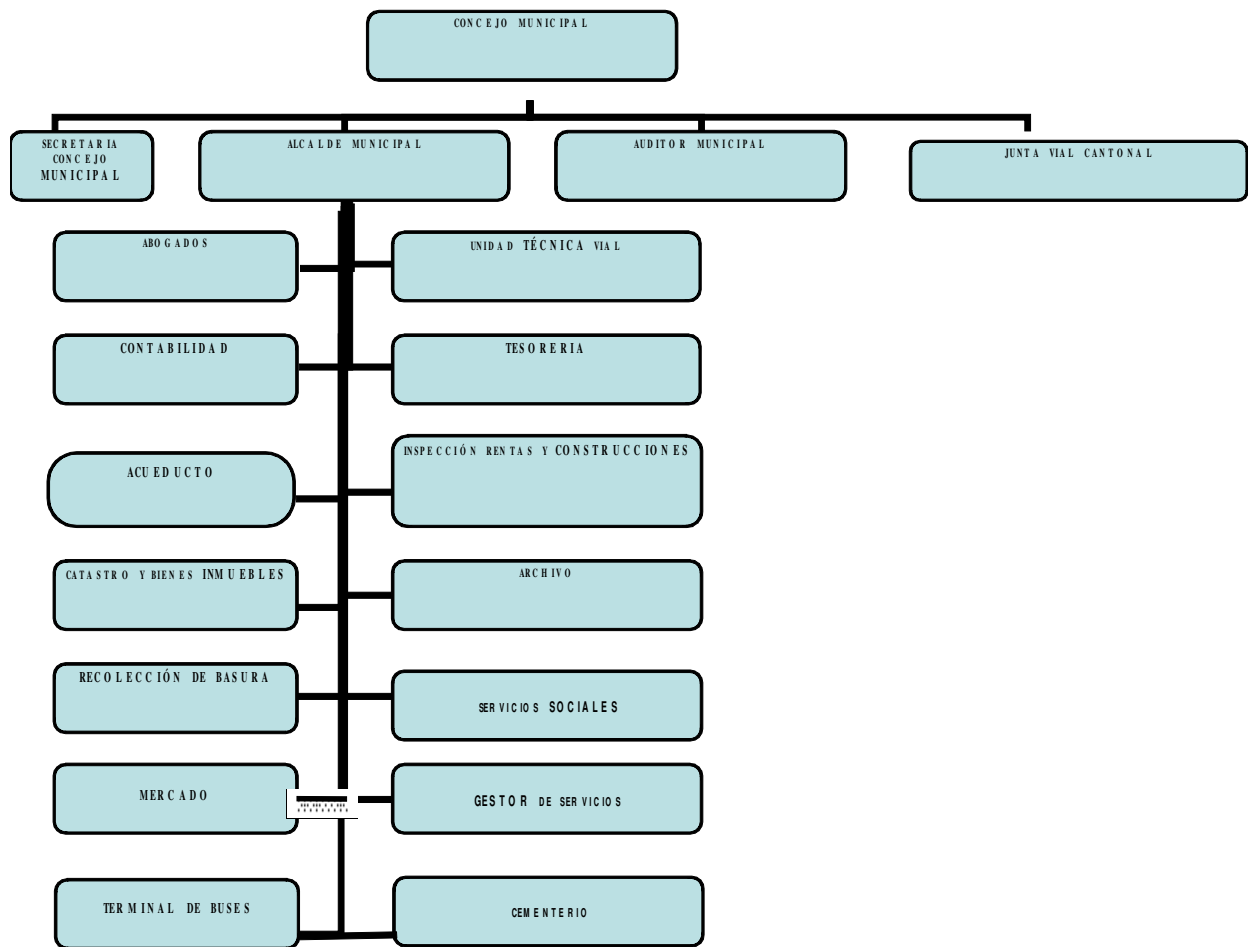 CONCEJO MUNICIPAL
SECRETARIA
CONCEJO
MUNICIPAL
ALCALDE MUNICIPAL
AUDITOR MUNICIPAL
JUNTA VIAL CANTONAL
ABOGADOS
UNIDAD TÉCNICA VIAL
CONTABILIDAD
TESORERIA
ACUEDUCTO
INSPECCIÓN RENTAS Y CONSTRUCCIONES
CATASTRO Y BIENES INMUEBLES
ARCHIVO
RECOLECCIÓN DE BASURA
SERVICIOS SOCIALES
MERCADO
GESTOR DE SERVICIOS
TERMINAL DE BUSES
CEMENTERIO